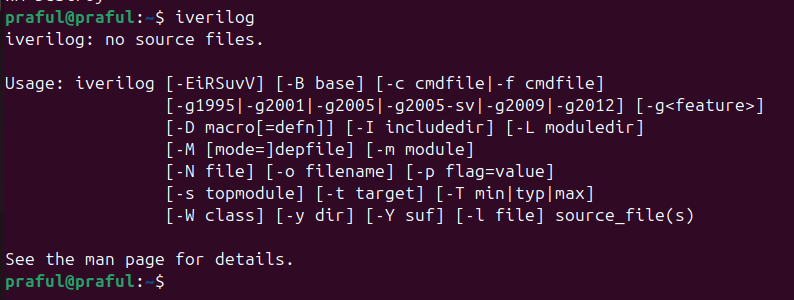 praful@praful:~$ iverilog
iverilog: no source files.
Usage: iverilog [-EiRSuvV] [-B base] [-c cmdfile|-f cmdfile]
[-g1995|-g2001|-g2005|-g2005-sv|-g2009|-g2012] [-g<feature>]
[-D macro[=defn]] [-I includedir] [-L moduledir]
[-M [mode=]depfile] [-m module]
[-N file] [-o filename] [-p flag=value]
[-s topmodule] [-t target] [-T min|typ|max]
[-W class] [-y dir] [-Y suf] [-l file] source_file(s)
See the man page for details.
praful@praful:~$